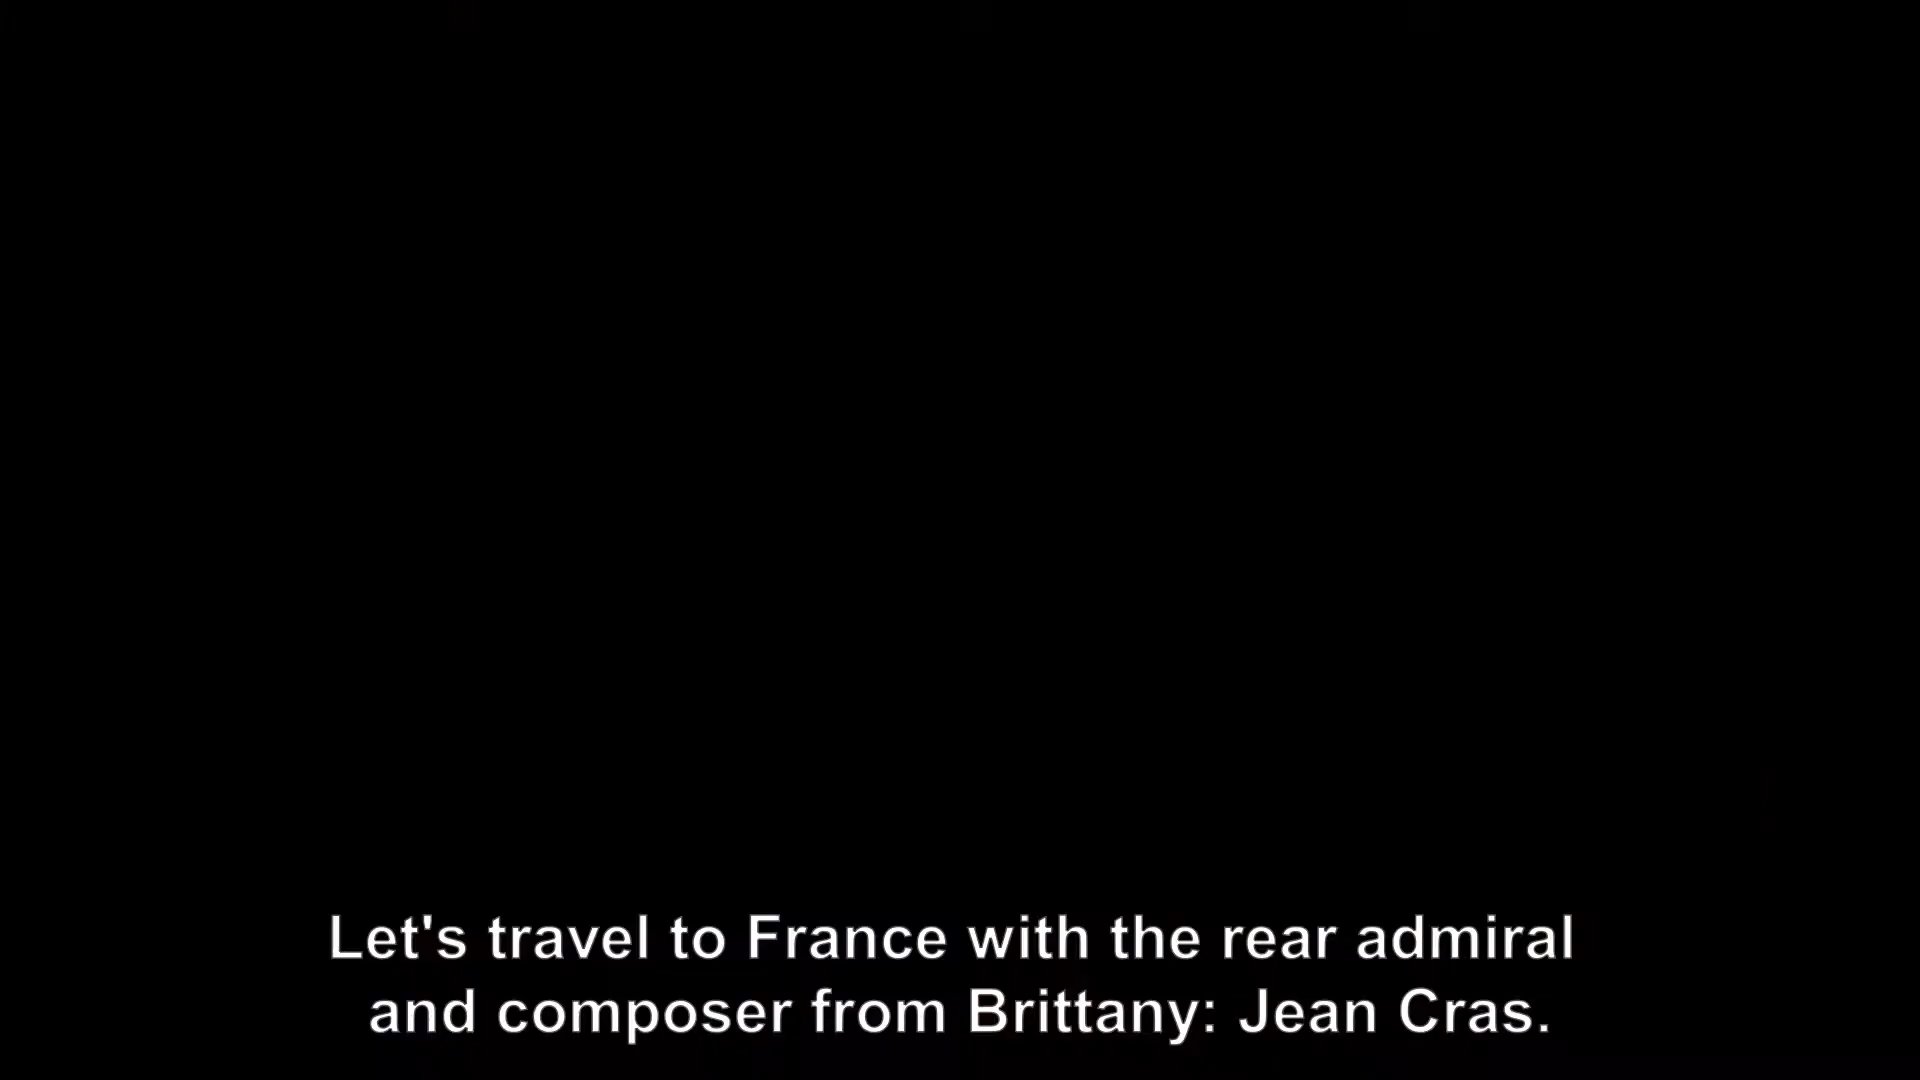 Let's travel to France with the rear admiral
and composer from Brittany: Jean Cras.